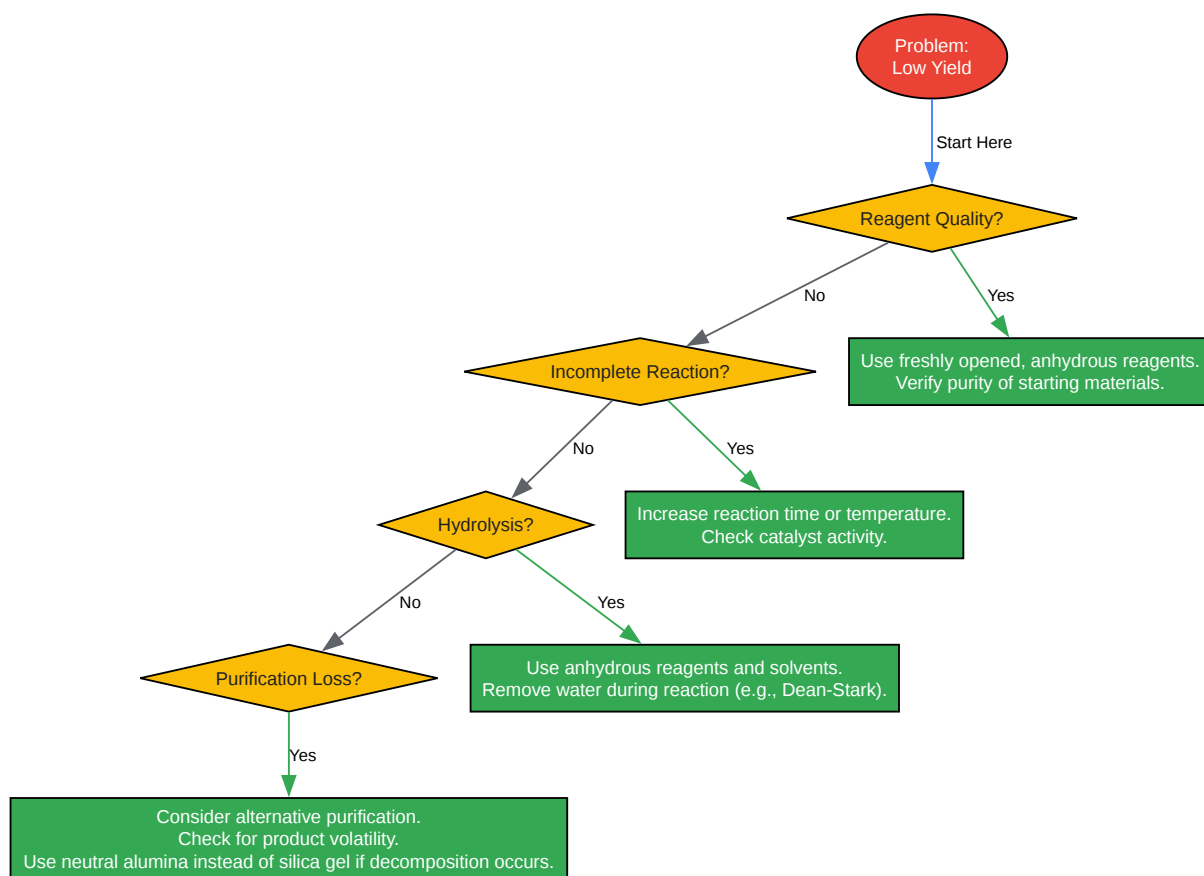 Problem:
Low Yield
Start Here
Reagent Quality?
No
Yes
Incomplete Reaction?
Use freshly opened, anhydrous reagents.
Verify purity of starting materials.
No
Yes
Hydrolysis?
Increase reaction time or temperature.
Check catalyst activity.
No
Yes
Purification Loss?
Use anhydrous reagents and solvents.
Remove water during reaction (e.g., Dean-Stark).
Yes
Consider alternative purification.
Check for product volatility.
Use neutral alumina instead of silica gel if decomposition occurs.